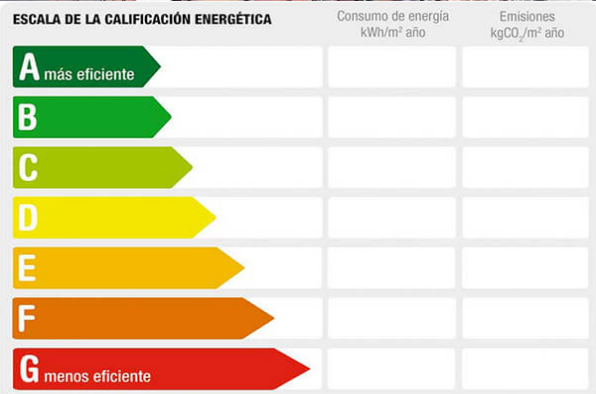 ESCALA DE LA CALIFICACIÓN ENERGÉTICA
Consumo de energía
kWh/m² año
Emisiones
kgCO₂/m² año
A más eficiente
B
C
D
E
F
G menos eficiente